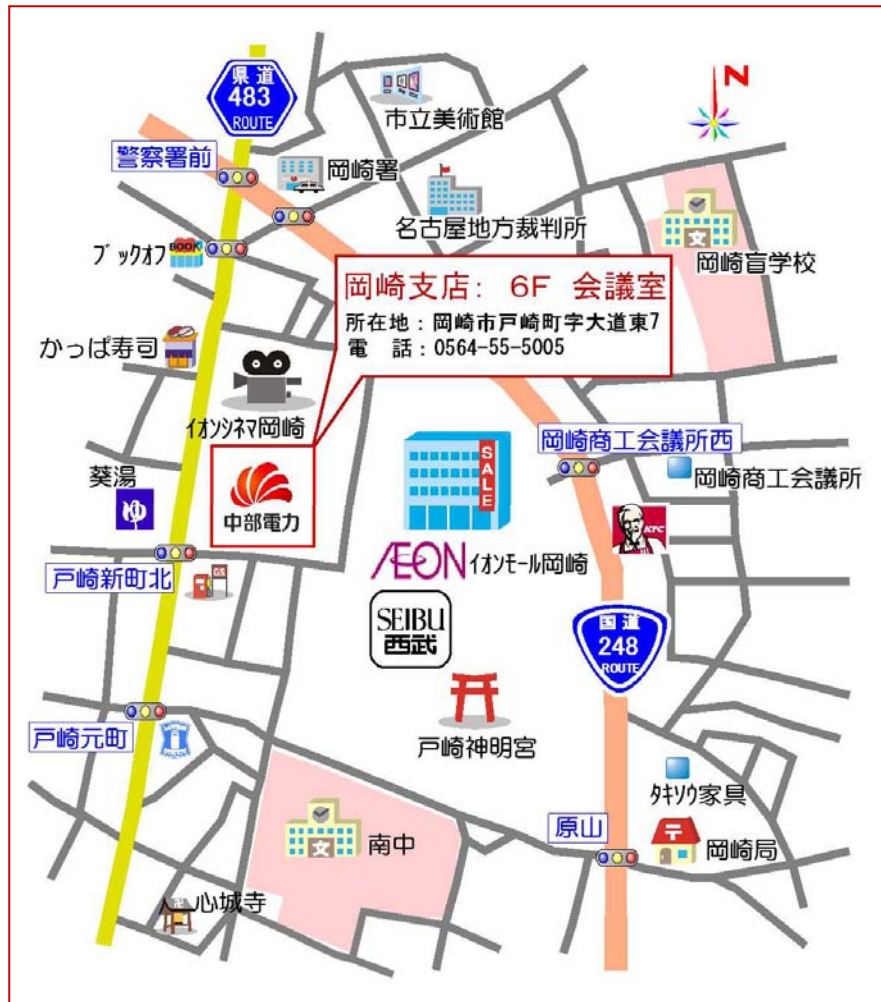 県道
483
ROUTE
N
市立美術館
警察署前
岡崎署
名古屋地方裁判所
文
岡崎盲学校
ブックオフ
BOOK
岡崎支店: 6F 会議室
所在地:岡崎市戸崎町字大道東7
電 話:0564-55-5005
かっぱ寿司
イオンシネマ岡崎
SALE
岡崎商工会議所西
岡崎商工会議所
葵湯
ゆ
中部電力
KFC
戸崎新町北
GS
ÆON イオンモール岡崎
SEIBU
西武
国道
248
ROUTE
戸崎元町
戸崎神明宮
タキソウ家具
原山
〒
岡崎局
文
南中
卍
心城寺